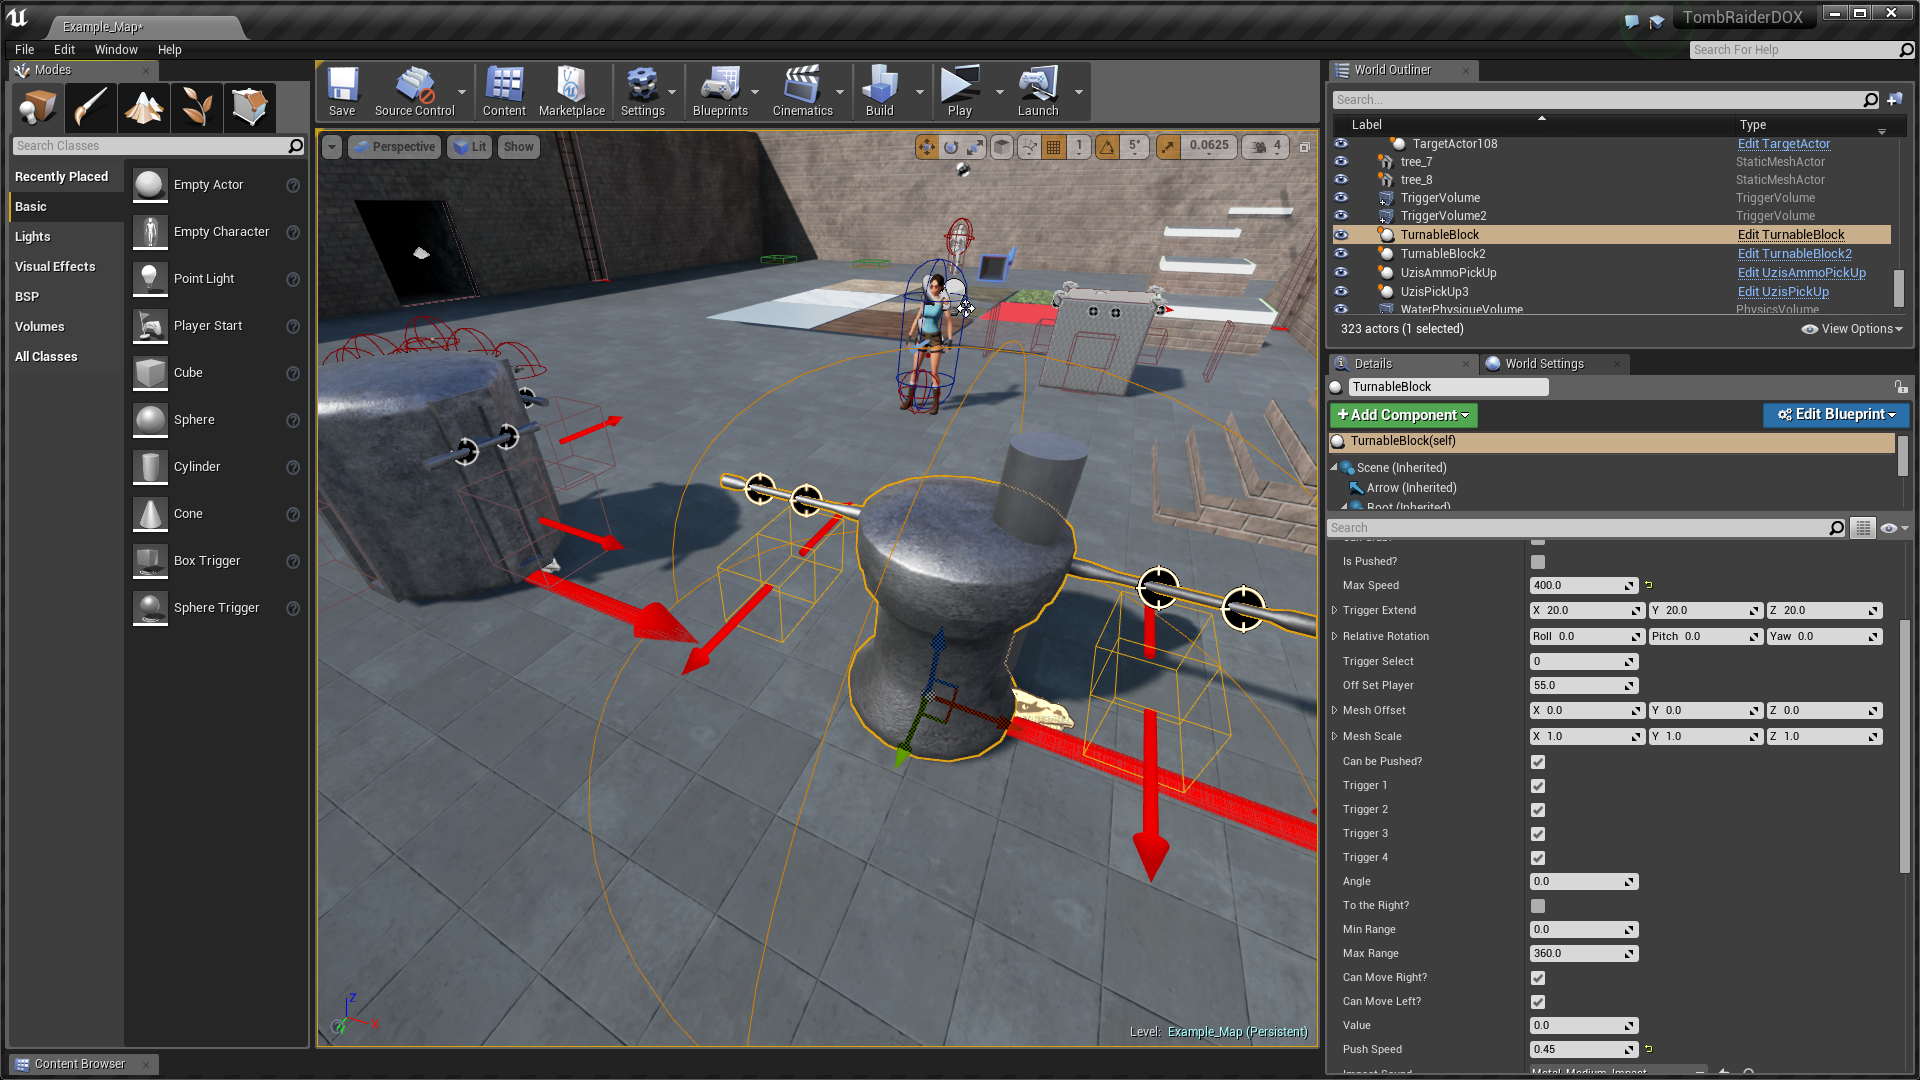 Example_Map*
TombRaiderDOX
File Edit Window Help
Search For Help
Modes
Search Classes
Recently Placed
Basic
Lights
Visual Effects
BSP
Volumes
All Classes
Empty Actor
Empty Character
Point Light
Player Start
Cube
Sphere
Cylinder
Cone
Box Trigger
Sphere Trigger
Save
Source Control
Content
Marketplace
Settings
Blueprints
Cinematics
Build
Play
Launch
Perspective
Lit
Show
1
5°
0.0625
4
Level: Example_Map (Persistent)
Z
X
World Outliner
Search...
Label Type
TargetActor108 Edit TargetActor
tree_7 StaticMeshActor
tree_8 StaticMeshActor
TriggerVolume TriggerVolume
TriggerVolume2 TriggerVolume
TurnableBlock Edit TurnableBlock
TurnableBlock2 Edit TurnableBlock2
UzisAmmoPickUp Edit UzisAmmoPickUp
UzisPickUp3 Edit UzisPickUp
WaterPhysiqueVolume PhysicsVolume
323 actors (1 selected)
View Options
Details
World Settings
TurnableBlock
Add Component
Edit Blueprint
TurnableBlock(self)
Scene (Inherited)
Arrow (Inherited)
Root (Inherited)
Search
Is Pushed?
Max Speed 400.0
Trigger Extend X 20.0 Y 20.0 Z 20.0
Relative Rotation Roll 0.0 Pitch 0.0 Yaw 0.0
Trigger Select 0
Off Set Player 55.0
Mesh Offset X 0.0 Y 0.0 Z 0.0
Mesh Scale X 1.0 Y 1.0 Z 1.0
Can be Pushed?
Trigger 1
Trigger 2
Trigger 3
Trigger 4
Angle 0.0
To the Right?
Min Range 0.0
Max Range 360.0
Can Move Right?
Can Move Left?
Value 0.0
Push Speed 0.45
Impact Sound Metal_Medium_Impact
Content Browser